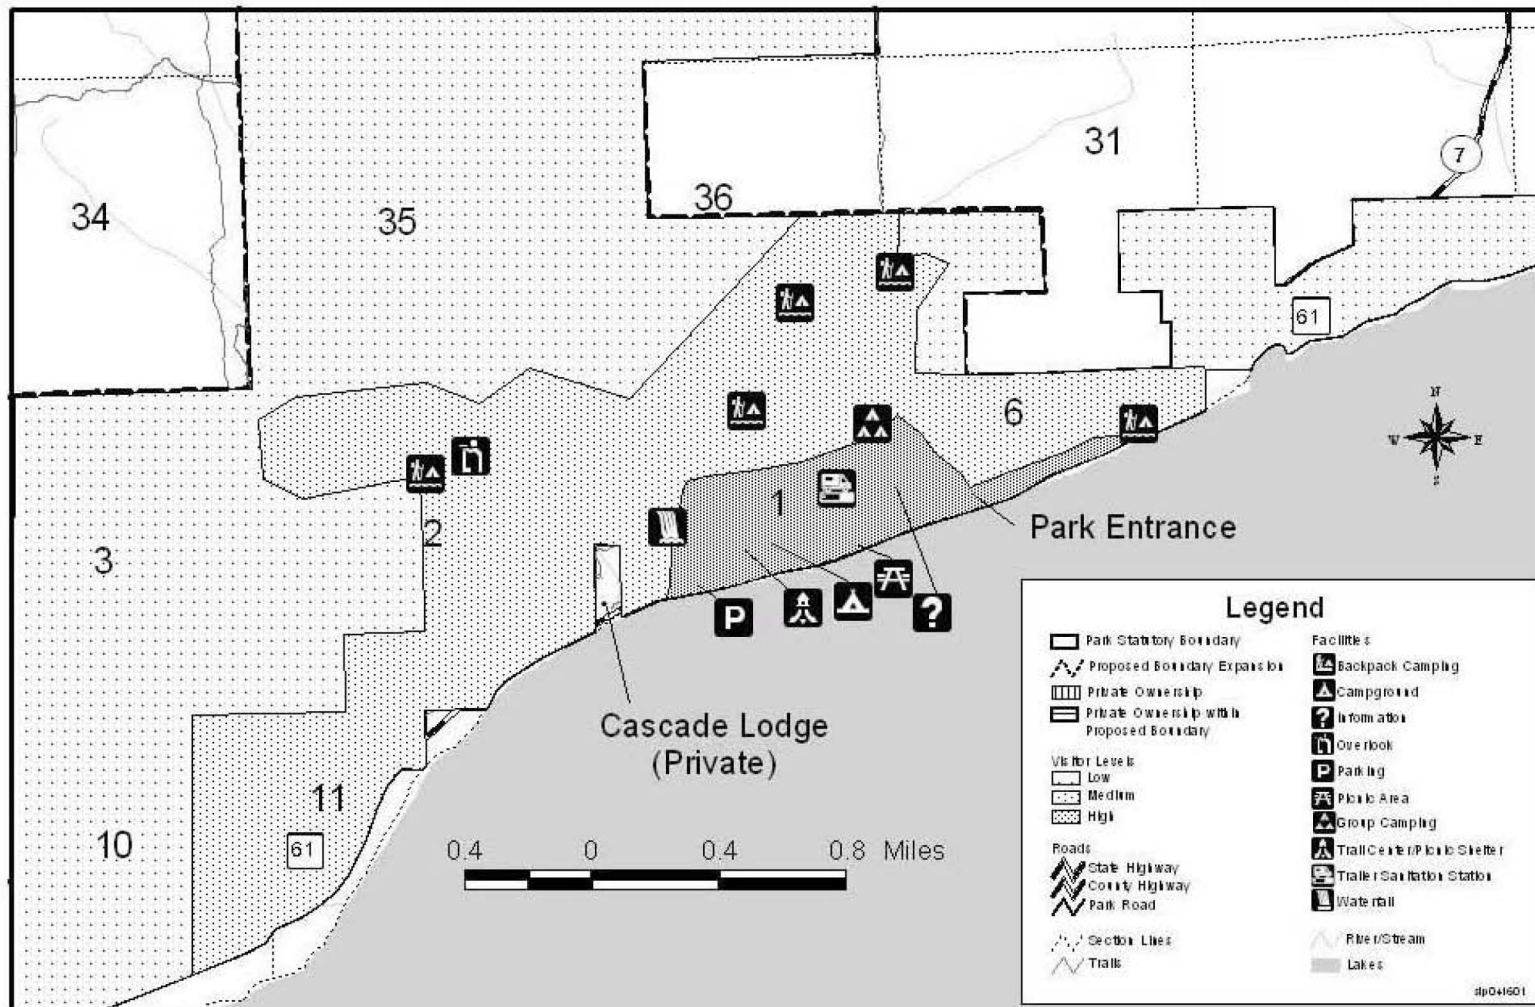 31
7
34
35
36
61
N
W E
S
6
1
2
3
Park Entrance
P
?
Cascade Lodge
(Private)
11
10
61
0.4 0 0.4 0.8 Miles
Legend
Park Statutory Boundary
Proposed Boundary Expansion
Private Ownership
Private Ownership within
Proposed Boundary
Visitor Levels
Low
Medium
High
Roads
State Highway
County Highway
Park Road
Section Lines
Trails
Facilities
Backpack Camping
Campground
? Information
Overlook
P Parking
Picnic Area
Group Camping
Trail Center/Picnic Shelter
Trailer Sanitation Station
Waterfall
River/Stream
Lakes
slp041601